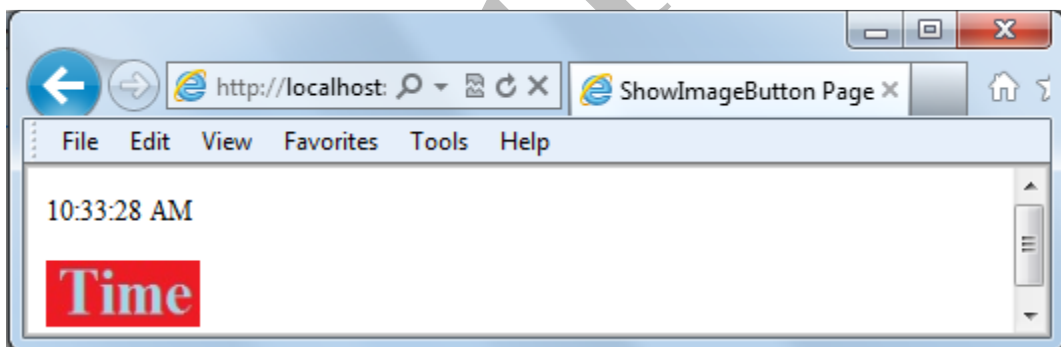 http://localhost:
ShowImageButton Page
File Edit View Favorites Tools Help
10:33:28 AM
Time